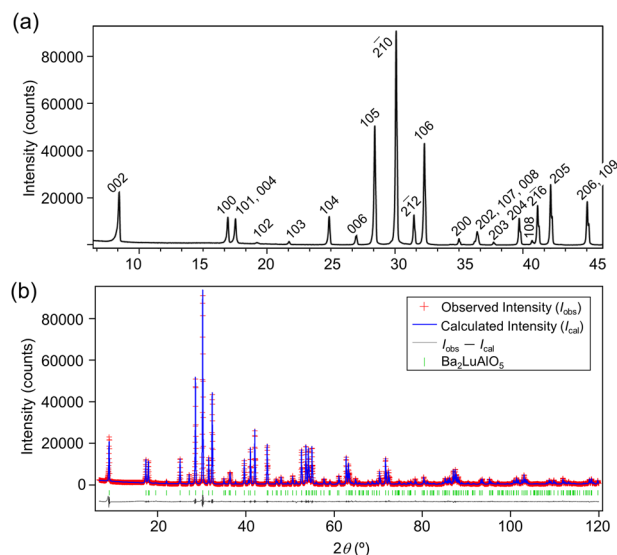 (a)
Intensity (counts)
80000
60000
40000
20000
0
002
100
101, 004
102
103
104
006
105
2̅10
2̅12
106
200
202, 107, 008
203
204
108
2̅16
205
206, 109
10 15 20 25 30 35 40 45
(b)
Intensity (counts)
80000
60000
40000
20000
0
Observed Intensity (Iobs)
Calculated Intensity (Ical)
Iobs — Ical
Ba2LuAlO5
20 40 60 80 100 120
2θ (º)